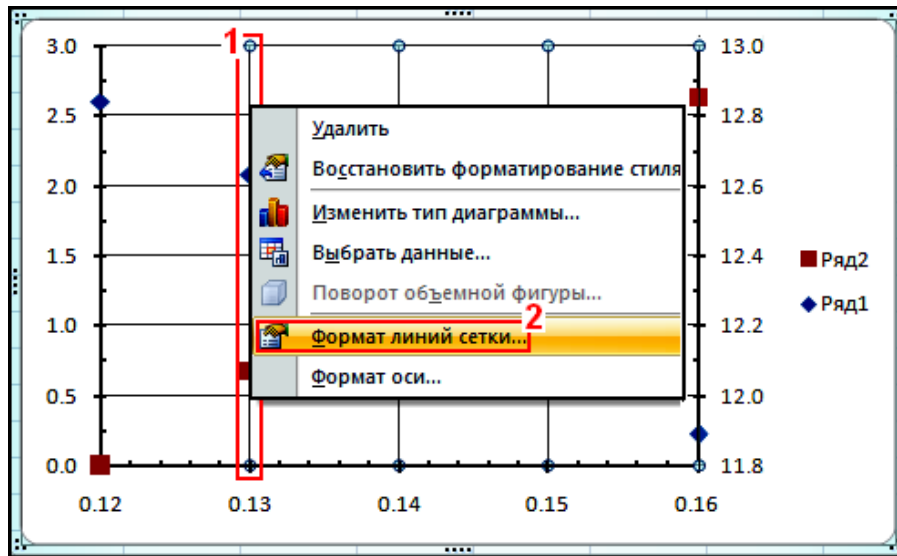 1
3.0
13.0
2.5
Удалить
12.8
Восстановить форматирование стиля
2.0
12.6
Изменить тип диаграммы...
1.5
Выбрать данные...
12.4
Ряд2
Поворот объемной фигуры...
Ряд1
2
1.0
Формат линий сетки...
12.2
Формат оси...
0.5
12.0
0.0
11.8
0.12 0.13 0.14 0.15 0.16